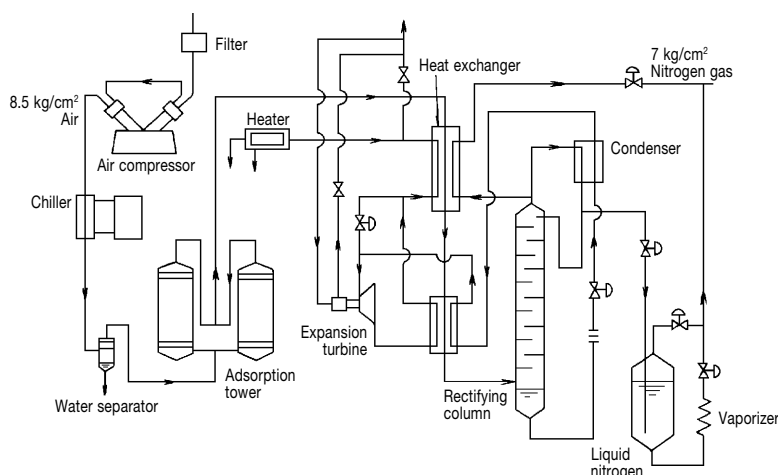 Filter
8.5 kg/cm²
Air
Air compressor
Chiller
Water separator
Adsorption
tower
Heater
Heat exchanger
Expansion
turbine
Rectifying
column
Condenser
7 kg/cm²
Nitrogen gas
Vaporizer
Liquid
nitrogen